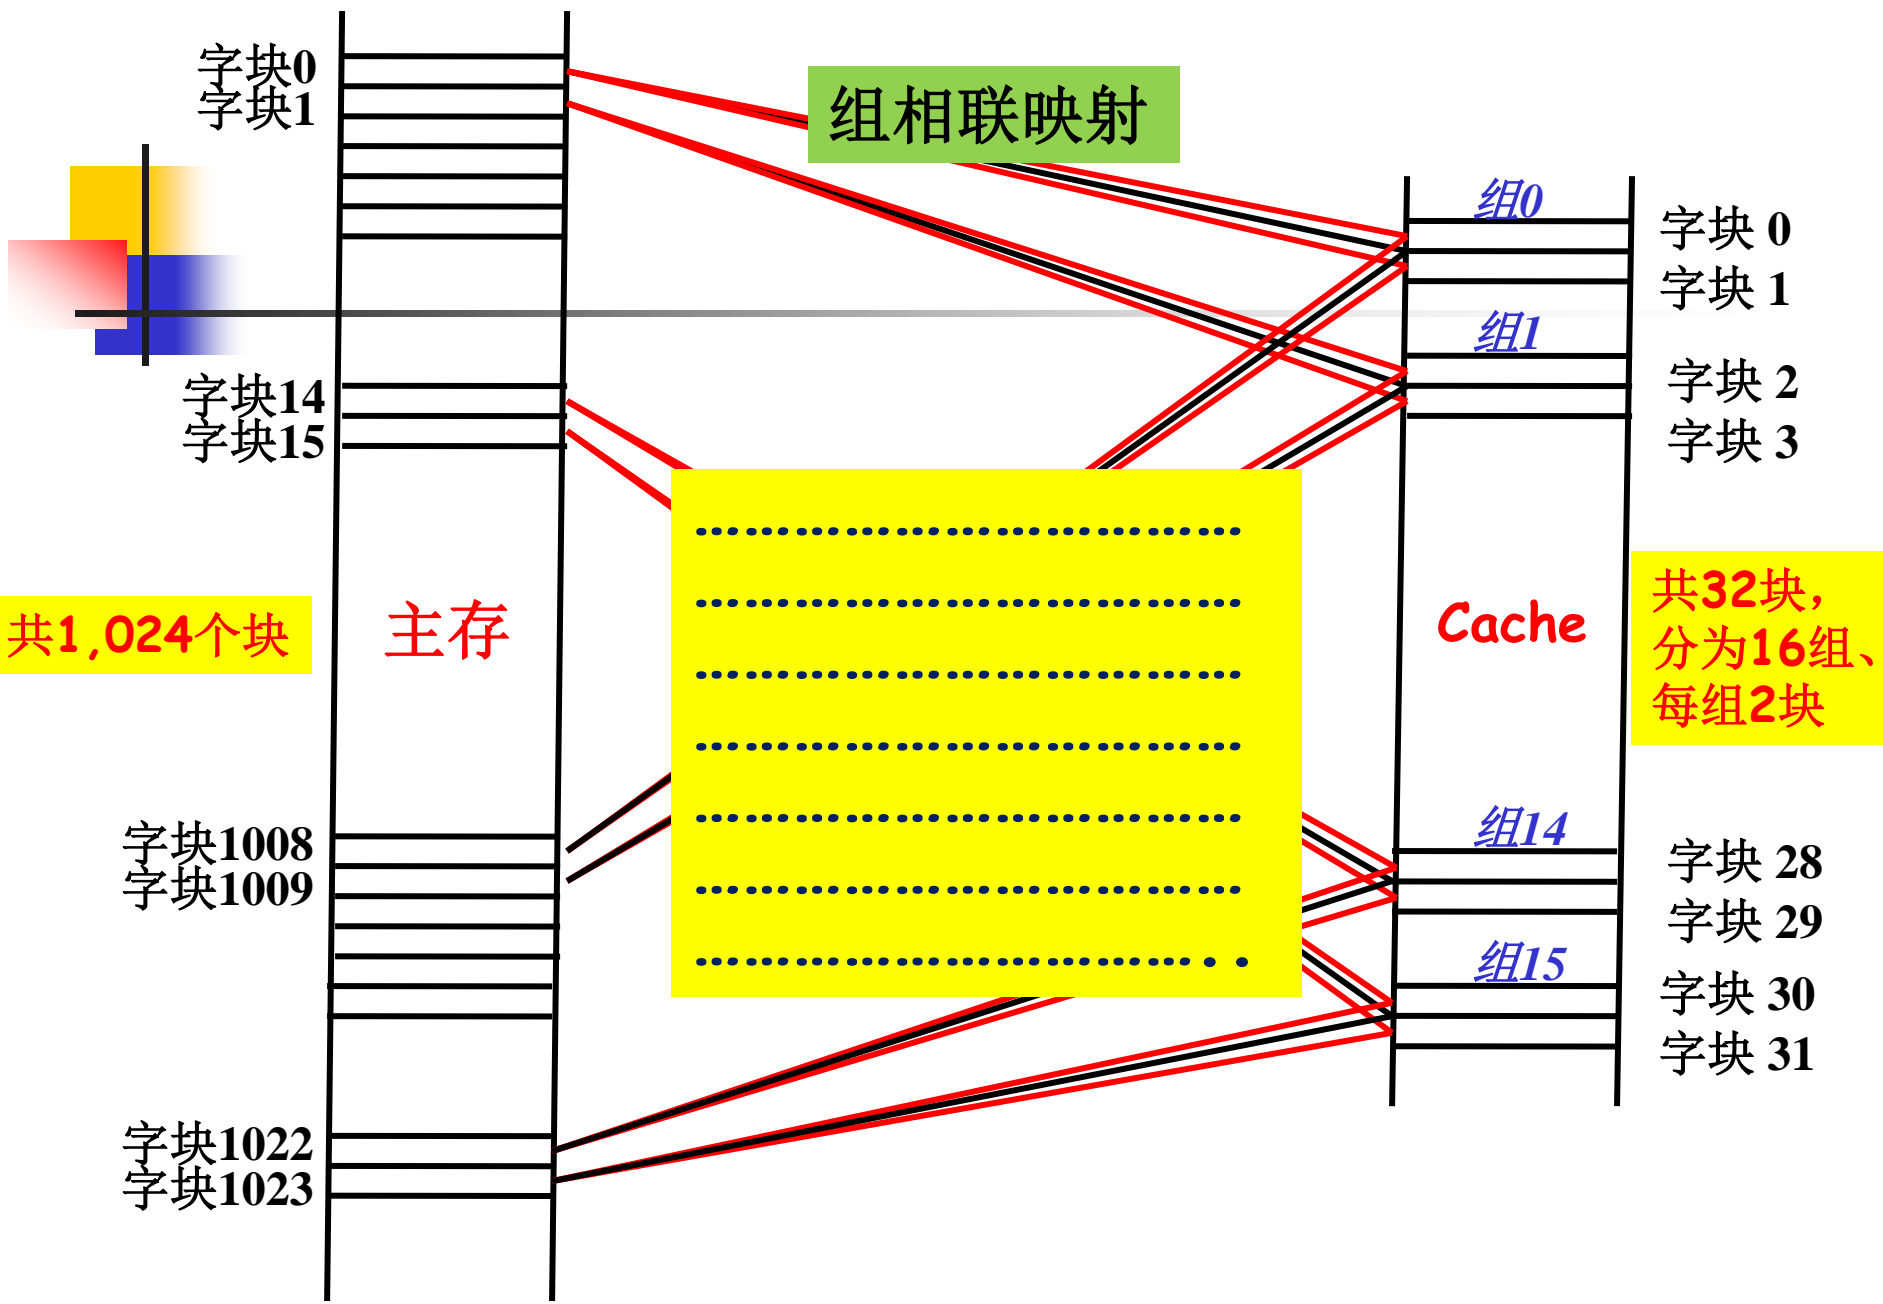 组相联映射
字块0
字块1
字块14
字块15
共1,024个块
主存
字块1008
字块1009
字块1022
字块1023
组0
字块 0
字块 1
组1
字块 2
字块 3
Cache
共32块，
分为16组、
每组2块
组14
字块 28
字块 29
组15
字块 30
字块 31